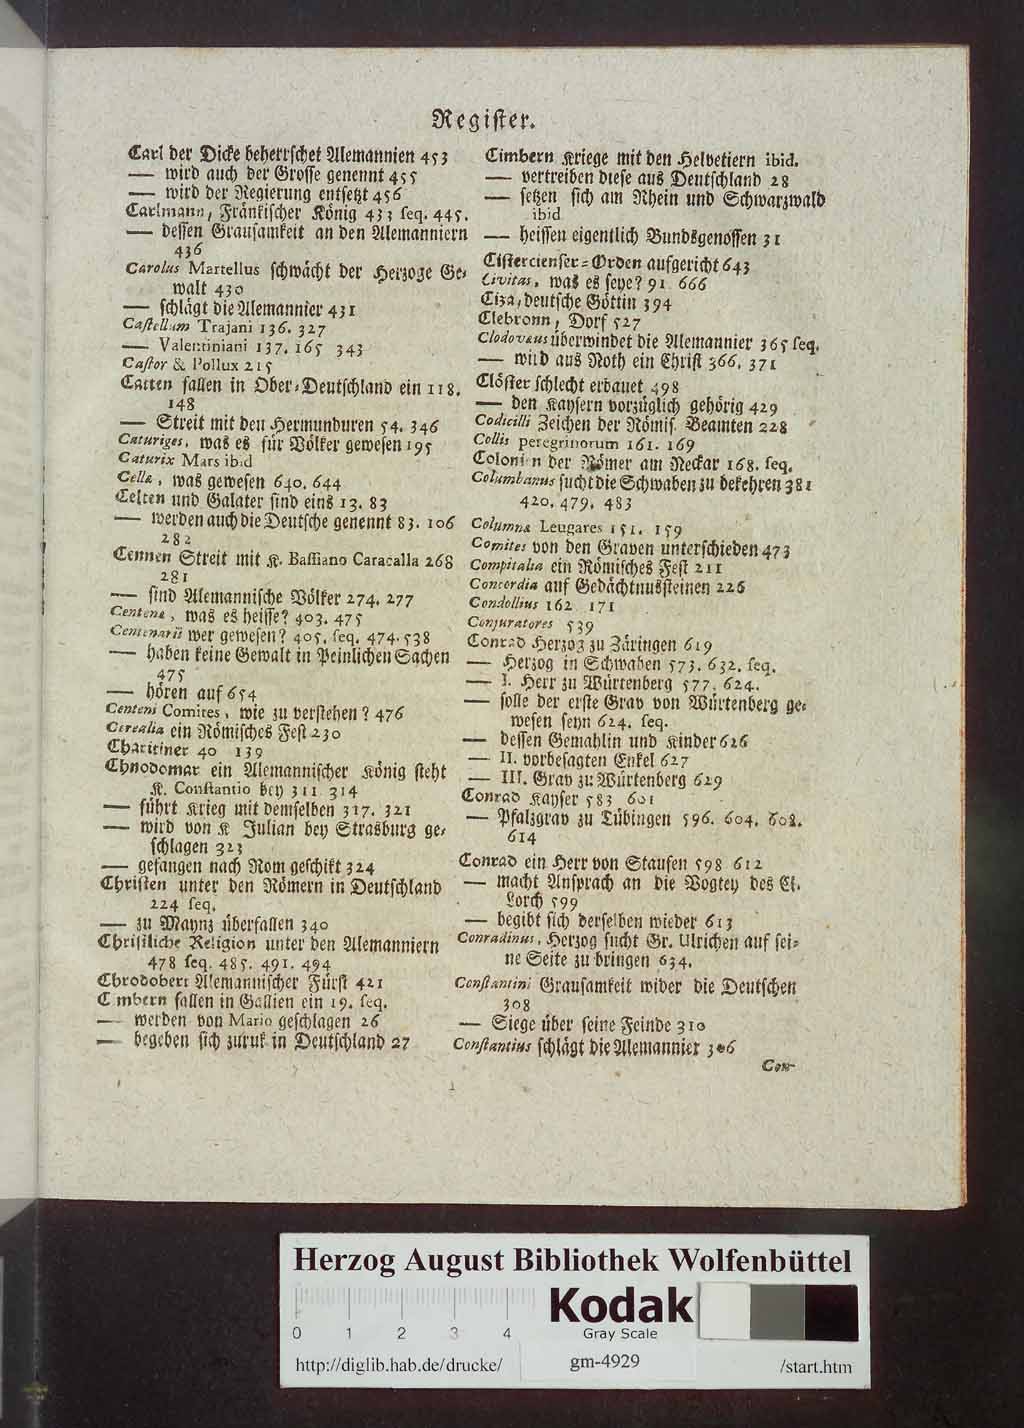 Register.
Carl der Dicke beherrschet Alemannien 453
— wird auch der Grosse genennt 455
— wird der Regierung entsetzt 456
Carlmann, Fränkischer König 433 seq. 445.
— dessen Grausamkeit an den Alemanniern
436
Carolus Martellus schwächt der Herzoge Ge-
walt 430
— schlägt die Alemannier 431
Castellum Trajani 136. 327
— Valentiniani 137. 165 343
Castor & Pollux 215
Catten fallen in Ober-Deutschland ein 118.
148
— Streit mit den Hermunduren 54. 346
Caturiges, was es für Völker gewesen 195
Caturix Mars ibid
Cellæ, was gewesen 640. 644
Celten und Galater sind eins 13. 83
— werden auch die Deutsche genennt 83. 106
282
Cennen Streit mit K. Bassiano Caracalla 268
281
— sind Alemannische Völker 274. 277
Centenæ, was es heisse? 403. 475
Centenarii wer gewesen? 405. seq. 474. 538
— haben keine Gewalt in Peinlichen Sachen
475
— hören auf 654
Centeni Comites, wie zu verstehen? 476
Cerealia ein Römisches Fest 230
Charitiner 40 139
Chnodomar ein Alemannischer König steht
K. Constantio bey 311 314
— führt Krieg mit demselben 317. 321
— wird von K Julian bey Strasburg ge-
schlagen 323
— gefangen nach Rom geschikt 324
Christen unter den Römern in Deutschland
224 seq.
— zu Maynz überfallen 340
Christliche Religion unter den Alemanniern
478 seq. 485. 491. 494
Chrodobert Alemannischer Fürst 421
C mbern fallen in Gallien ein 19. seq.
— werden von Mario geschlagen 26
— begeben sich zuruk in Deutschland 27
Cimbern Kriege mit den Helvetiern ibid.
— vertreiben diese aus Deutschland 28
— setzen sich am Rhein und Schwarzwald
ibid
— heissen eigentlich Bundsgenossen 31
Cistercienser-Orden aufgericht 643
Civitas, was es seye? 91. 666
Ciza, deutsche Göttin 394
Clebronn, Dorf 527
Clodovæus überwindet die Alemannier 365 seq.
— wird aus Noth ein Christ 366. 371
Clöster schlecht erbauet 498
— den Kaysern vorzüglich gehörig 429
Codicilli Zeichen der Römis. Beamten 228
Collis peregrinorum 161. 169
Colonien der Römer am Neckar 168. seq.
Columbanus sucht die Schwaben zu bekehren 381
420. 479. 483
Columna Leugares 151. 159
Comites von den Graven unterschieden 473
Compitalia ein Römisches Fest 211
Concordia auf Gedächtnussteinen 226
Condollius 162 171
Conjuratores 539
Conrad Herzog zu Zäringen 619
— Herzog in Schwaben 573. 632. seq.
— I. Herr zu Würtenberg 577. 624.
— solle der erste Grav von Würtenberg ge-
wesen seyn 624. seq.
— dessen Gemahlin und Kinder 626
— II. vorbesagten Enkel 627
— III. Grav zu Würtenberg 629
Conrad Kayser 583 601
— Pfalzgrav zu Tübingen 596. 604. 608.
614
Conrad ein Herr von Staufen 598 612
— macht Ansprach an die Vogtey des Cl.
Lorch 599
— begibt sich derselben wieder 613
Conradinus, Herzog sucht Gr. Ulrichen auf sei-
ne Seite zu bringen 634.
Constantini Grausamkeit wider die Deutschen
308
— Siege über seine Feinde 310
Constantius schlägt die Alemannier 306
Con-
Herzog August Bibliothek Wolfenbüttel
0 1 2 3 4
Kodak
Gray Scale
http://diglib.hab.de/drucke/ gm-4929 /start.htm